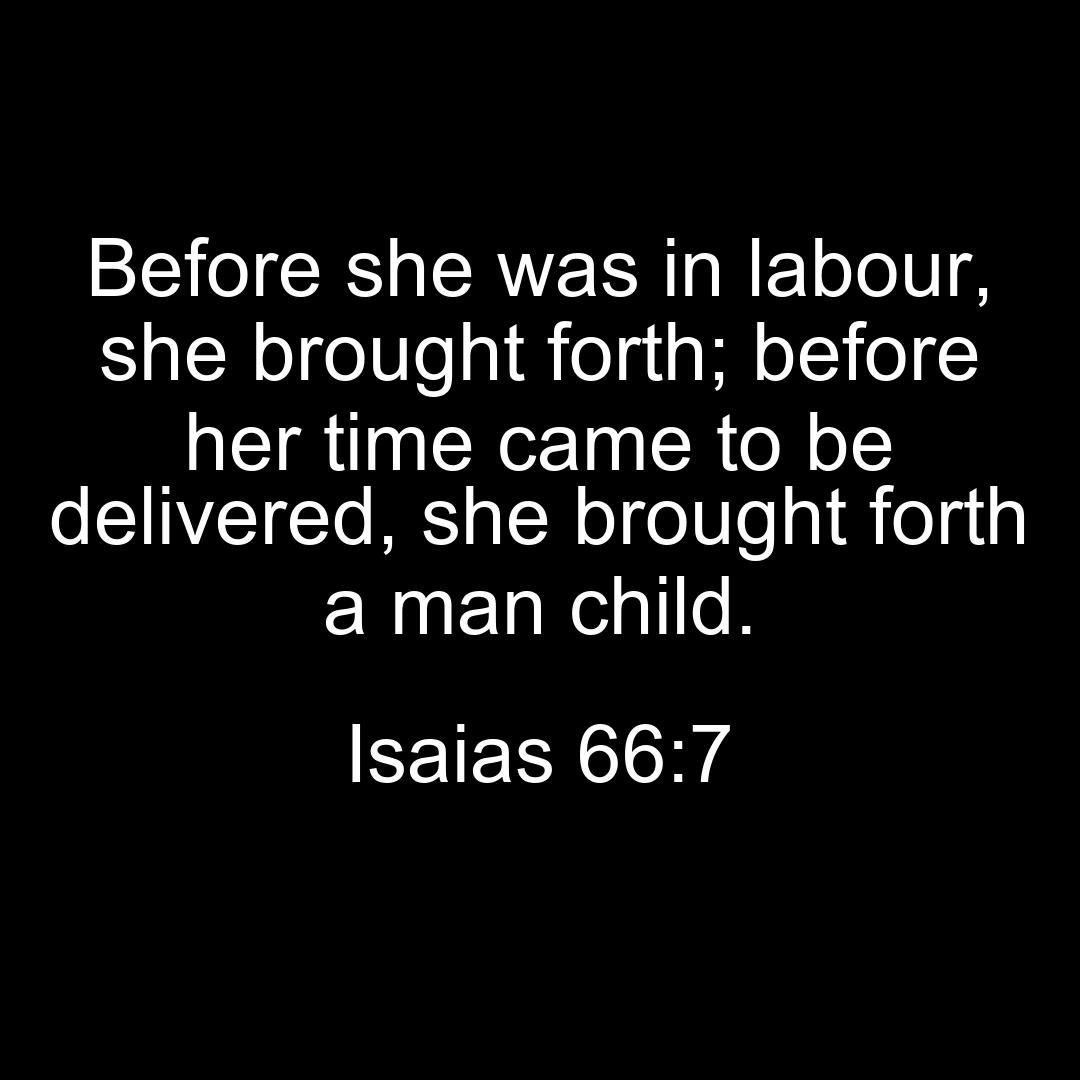 Before she was in labour,
she brought forth; before
her time came to be
delivered, she brought forth
a man child.
Isaias 66:7